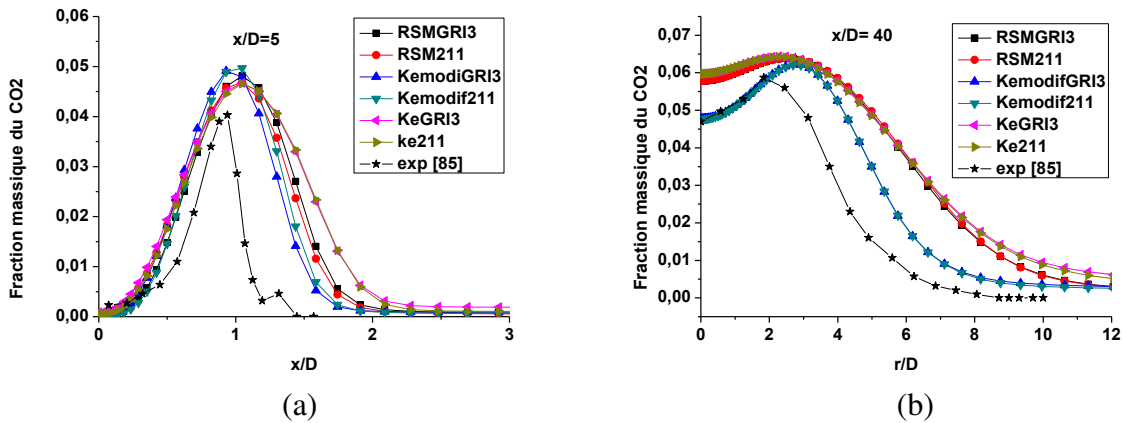 x/D=5
Fraction massique du CO2
0,06
0,05
0,04
0,03
0,02
0,01
0,00
0
1
2
3
x/D
RSMGRI3
RSM211
KemodiGRI3
Kemodif211
KeGRI3
ke211
exp [85]
(a)
x/D= 40
Fraction massique du CO2
0,07
0,06
0,05
0,04
0,03
0,02
0,01
0,00
0
2
4
6
8
10
12
r/D
RSMGRI3
RSM211
KemodifGRI3
Kemodif211
KeGRI3
Ke211
exp [85]
(b)